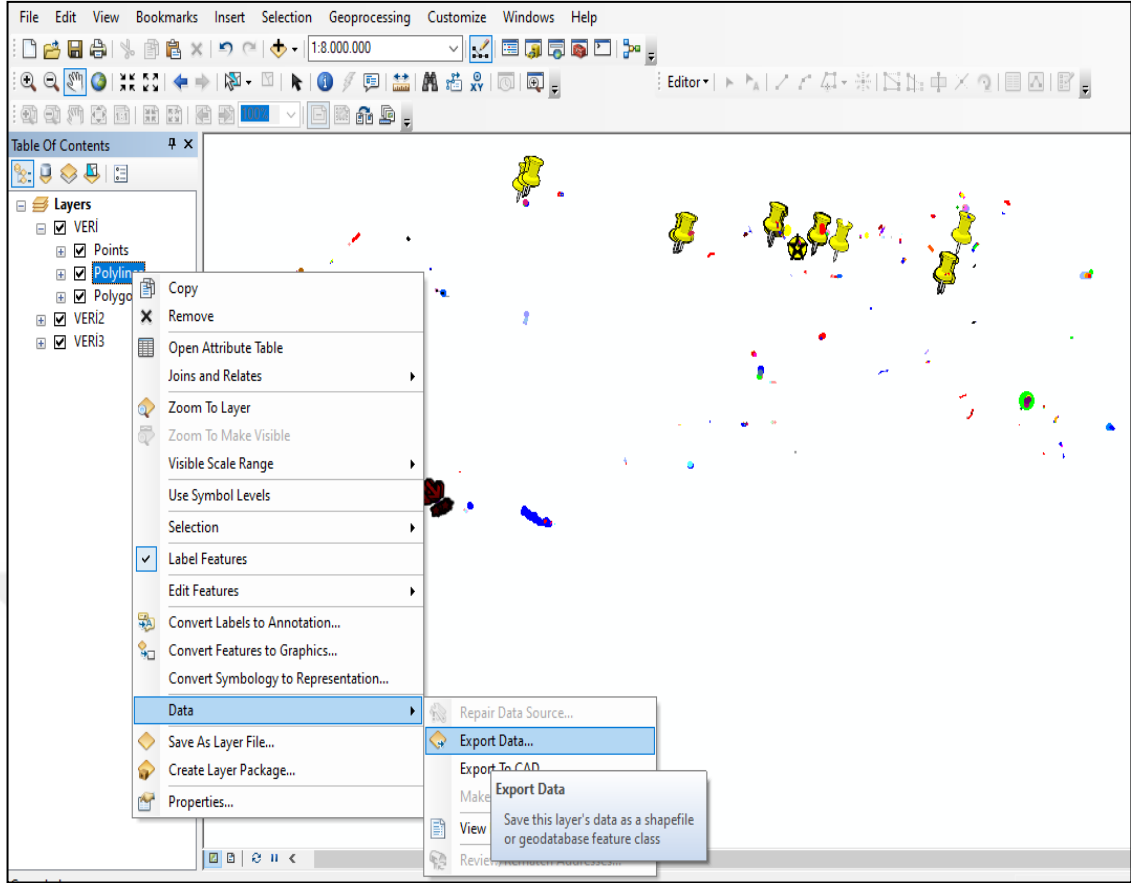 File Edit View Bookmarks Insert Selection Geoprocessing Customize Windows Help
1:8.000.000
Editor
100%
Table Of Contents
Layers
VERİ
Points
Polyline
Polygo
VERİ2
VERİ3
Copy
Remove
Open Attribute Table
Joins and Relates
Zoom To Layer
Zoom To Make Visible
Visible Scale Range
Use Symbol Levels
Selection
Label Features
Edit Features
Convert Labels to Annotation...
Convert Features to Graphics...
Convert Symbology to Representation...
Data
Save As Layer File...
Create Layer Package...
Properties...
Repair Data Source...
Export Data...
Export To CAD
Make
View
Export Data
Save this layer's data as a shapefile
or geodatabase feature class